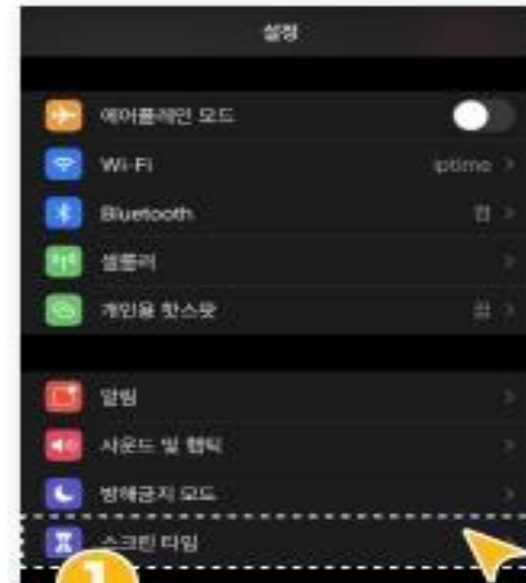 설정
에어플레인 모드
Wi-Fi iptime
Bluetooth 켬
셀룰러
개인용 핫스팟 끔
알림
사운드 및 햅틱
방해금지 모드
스크린 타임
1